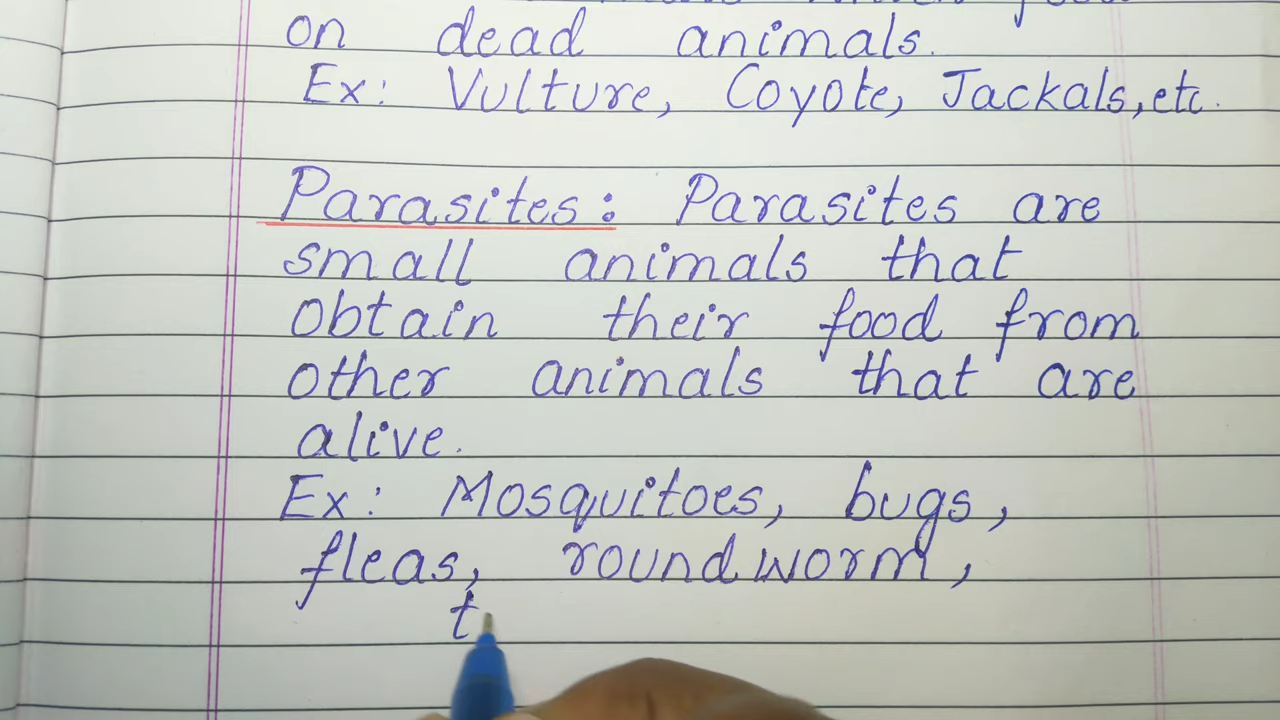 on dead animals.
Ex: Vulture, Coyote, Jackals, etc.
Parasites: Parasites are
small animals that
obtain their food from
other animals that are
alive.
Ex: Mosquitoes, bugs,
fleas, roundworm,
t